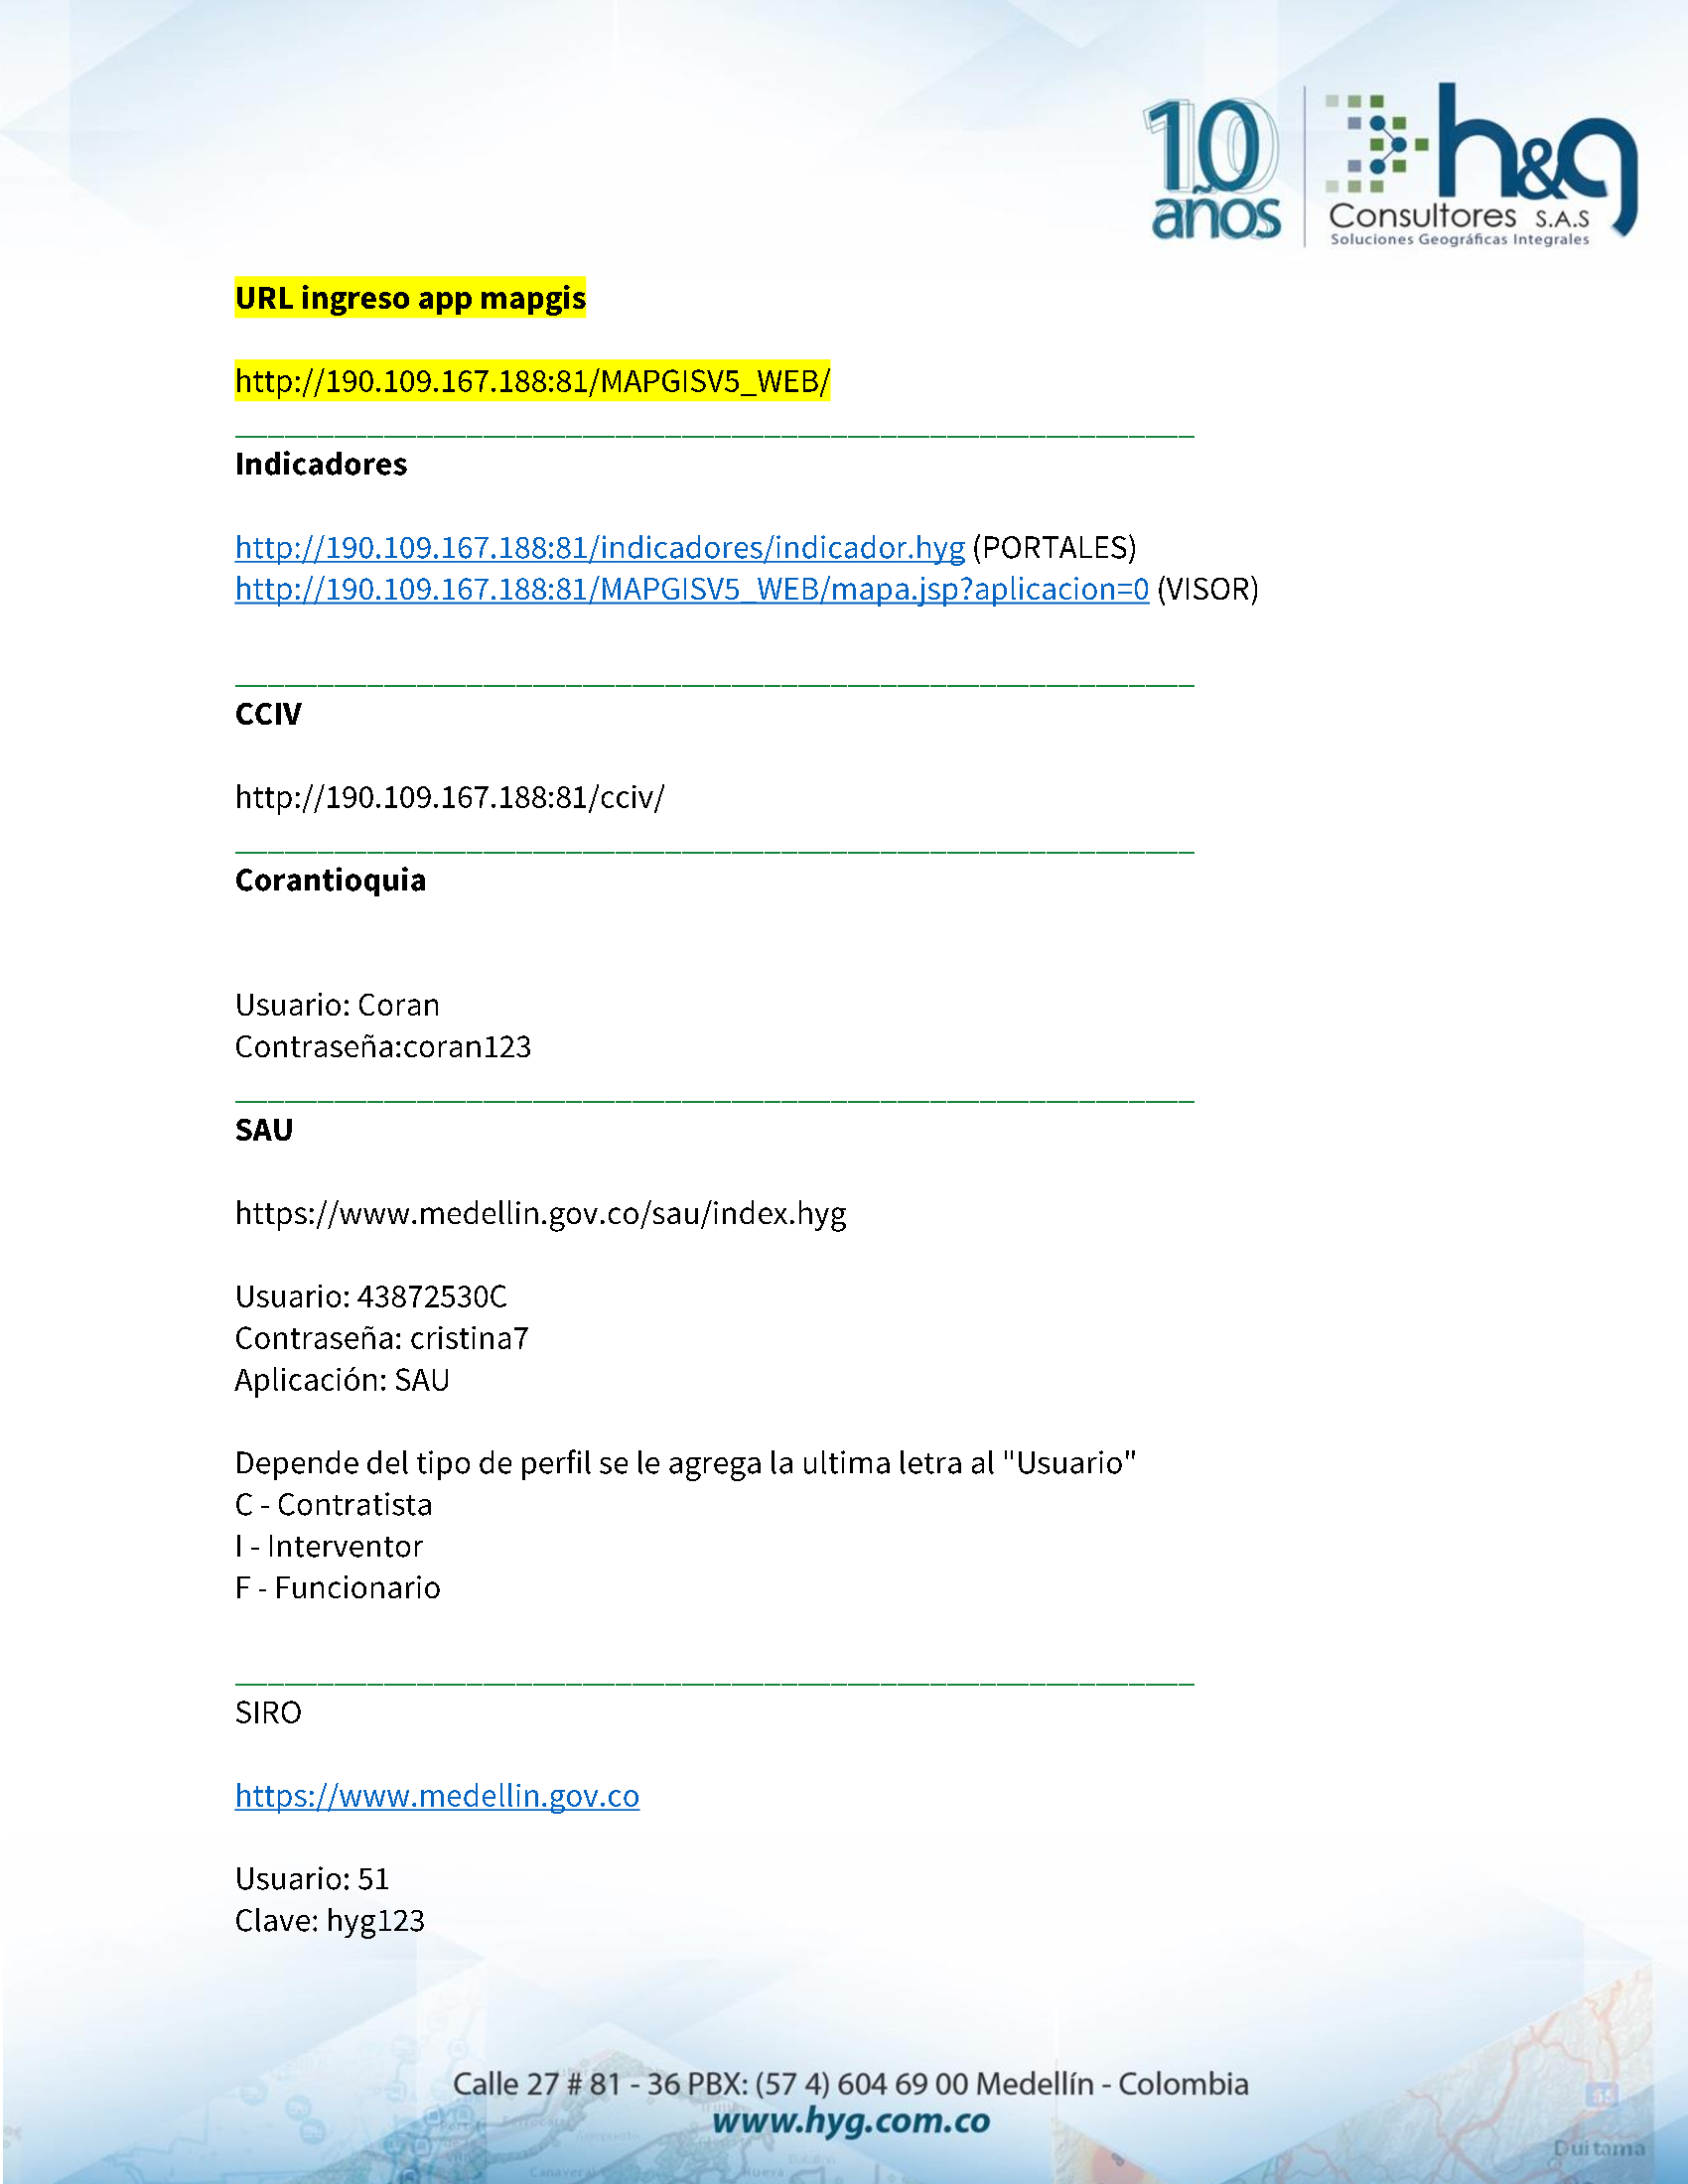 10
años
h&g
Consultores S.A.S
Soluciones Geográficas Integrales
URL ingreso app mapgis
http://190.109.167.188:81/MAPGISV5_WEB/
Indicadores
http://190.109.167.188:81/indicadores/indicador.hyg (PORTALES)
http://190.109.167.188:81/MAPGISV5_WEB/mapa.jsp?aplicacion=0 (VISOR)
CCIV
http://190.109.167.188:81/cciv/
Corantioquia
Usuario: Coran
Contraseña:coran123
SAU
https://www.medellin.gov.co/sau/index.hyg
Usuario: 43872530C
Contraseña: cristina7
Aplicación: SAU
Depende del tipo de perfil se le agrega la ultima letra al "Usuario"
C - Contratista
I - Interventor
F - Funcionario
SIRO
https://www.medellin.gov.co
Usuario: 51
Clave: hyg123
Calle 27 # 81 - 36 PBX: (57 4) 604 69 00 Medellín - Colombia
www.hyg.com.co
Duitama